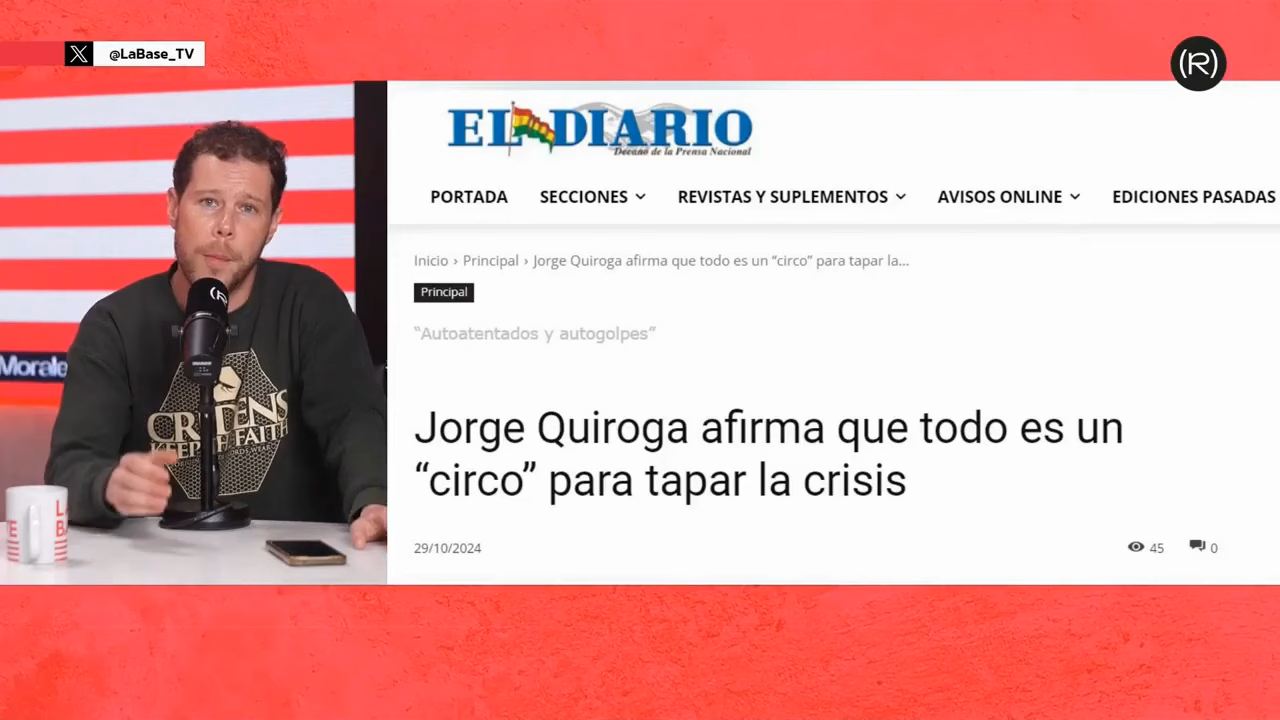 @LaBase_TV
(R)
EL DIARIO
Decano de la Prensa Nacional
PORTADA SECCIONES REVISTAS Y SUPLEMENTOS AVISOS ONLINE EDICIONES PASADAS
Inicio › Principal › Jorge Quiroga afirma que todo es un “circo” para tapar la...
Principal
“Autoatentados y autogolpes”
Jorge Quiroga afirma que todo es un
“circo” para tapar la crisis
29/10/2024 45 0
Morale
KEEP FAITH